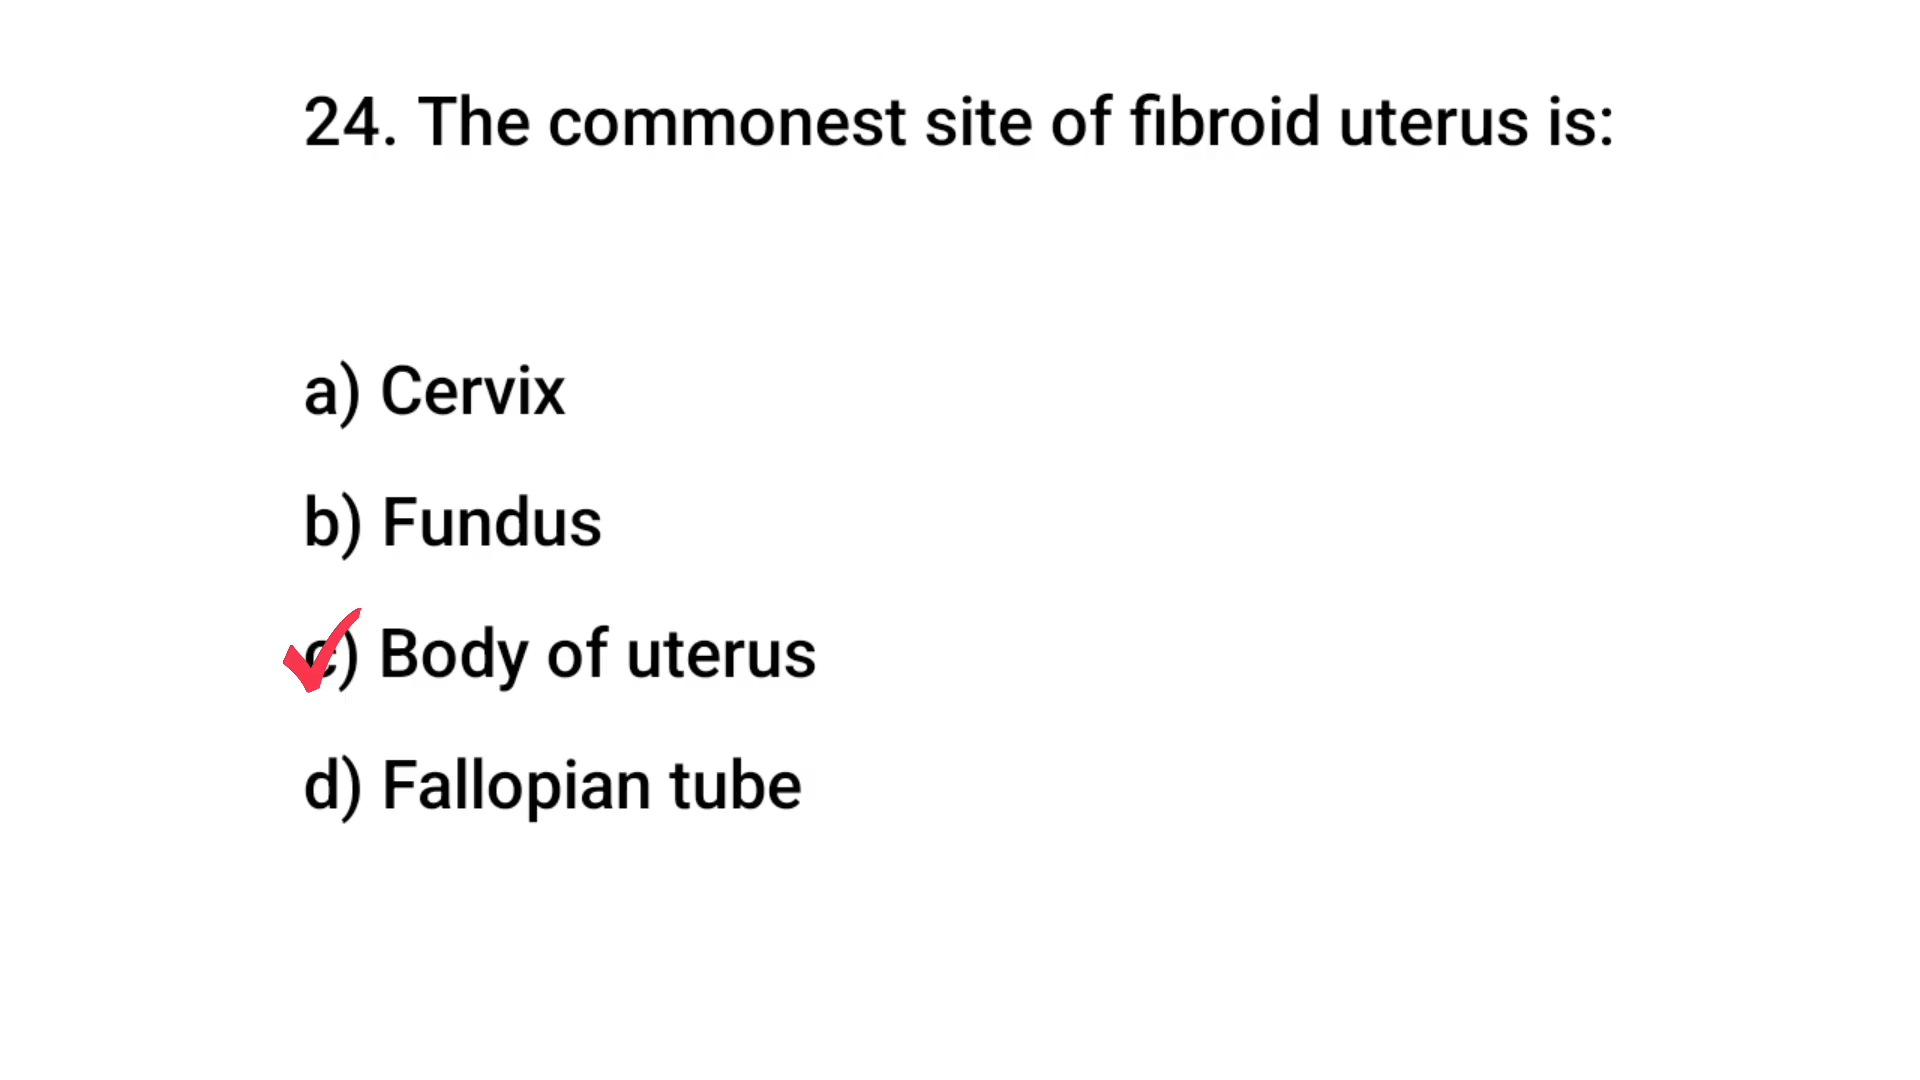 24. The commonest site of fibroid uterus is:
a) Cervix
b) Fundus
c) Body of uterus
d) Fallopian tube